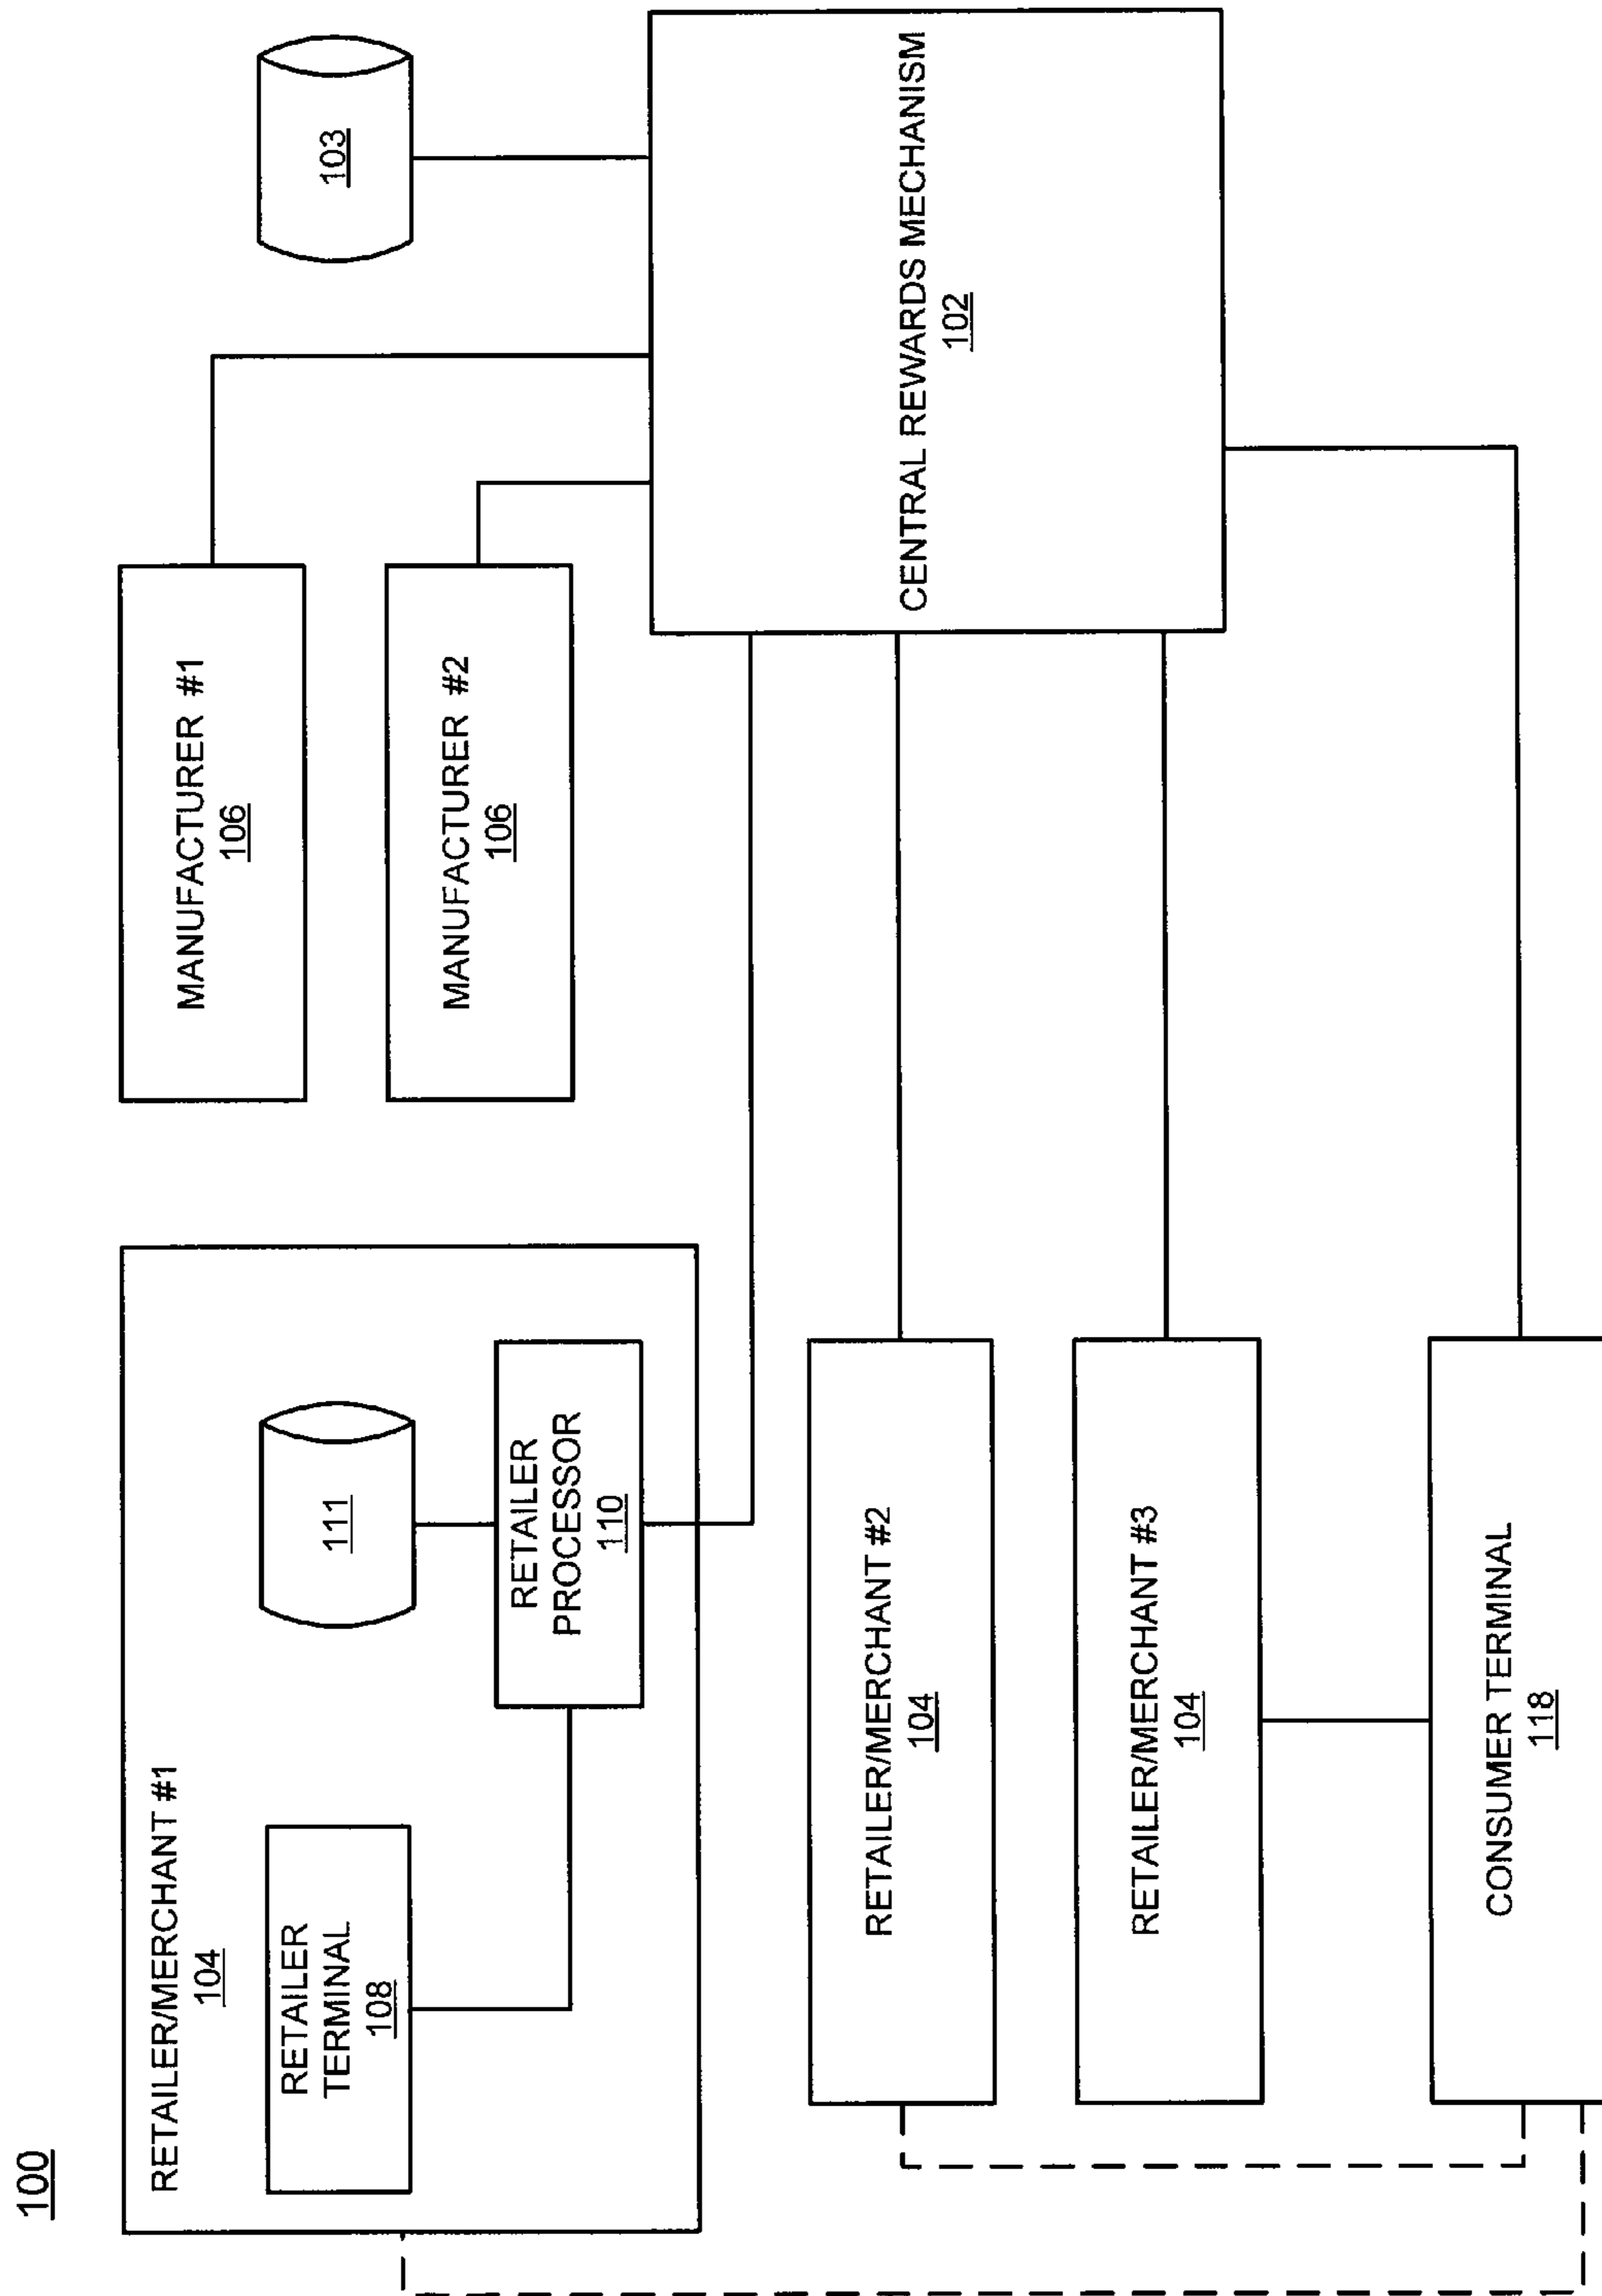 100
RETAILER/MERCHANT #1
104
RETAILER
TERMINAL
108
111
RETAILER
PROCESSOR
110
MANUFACTURER #1
106
MANUFACTURER #2
106
103
CENTRAL REWARDS MECHANISM
102
RETAILER/MERCHANT #2
104
RETAILER/MERCHANT #3
104
CONSUMER TERMINAL
118